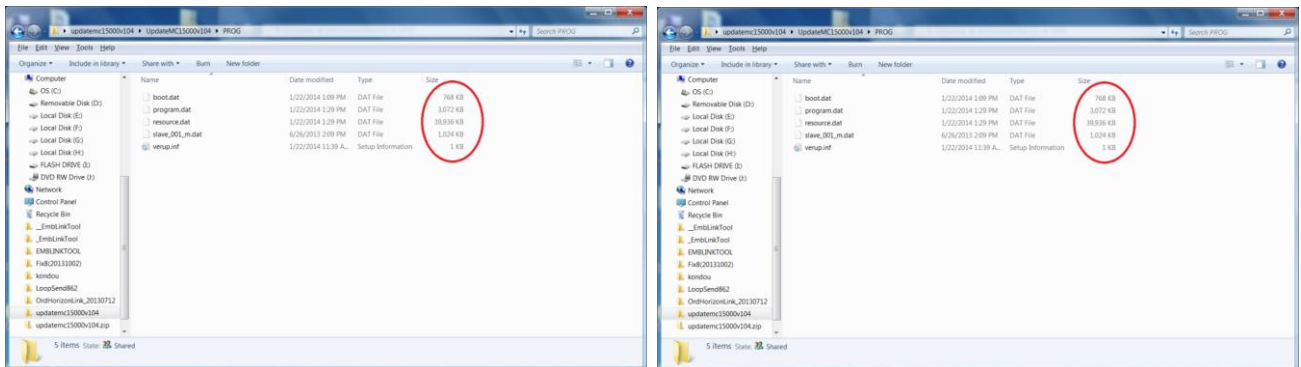 updatemc15000v104 ▸ UpdateMC15000v104 ▸ PROG
Search PROG
File Edit View Tools Help
Organize Include in library Share with Burn New folder
Name Date modified Type Size
boot.dat 1/22/2014 1:09 PM DAT File 768 KB
program.dat 1/22/2014 1:29 PM DAT File 3,072 KB
resource.dat 1/22/2014 1:29 PM DAT File 39,936 KB
slave_001_m.dat 6/26/2013 2:09 PM DAT File 1,024 KB
verup.inf 1/22/2014 11:39 A... Setup Information 1 KB
Computer
OS (C:)
Removable Disk (D:)
Local Disk (E:)
Local Disk (F:)
Local Disk (G:)
Local Disk (H:)
FLASH DRIVE (I:)
DVD RW Drive (J:)
Network
Control Panel
Recycle Bin
__EmbLinkTool
_EmbLinkTool
EMBLINKTOOL
FixB(20131002)
kondou
LoopSend862
OrdHorizonLink_20130712
updatemc15000v104
updatemc15000v104.zip
5 items State: Shared
updatemc15000v104 ▸ UpdateMC15000v104 ▸ PROG
Search PROG
File Edit View Tools Help
Organize Include in library Share with Burn New folder
Name Date modified Type Size
boot.dat 1/22/2014 1:09 PM DAT File 768 KB
program.dat 1/22/2014 1:29 PM DAT File 3,072 KB
resource.dat 1/22/2014 1:29 PM DAT File 39,936 KB
slave_001_m.dat 6/26/2013 2:09 PM DAT File 1,024 KB
verup.inf 1/22/2014 11:39 A... Setup Information 1 KB
Computer
OS (C:)
Removable Disk (D:)
Local Disk (E:)
Local Disk (F:)
Local Disk (G:)
Local Disk (H:)
FLASH DRIVE (I:)
DVD RW Drive (J:)
Network
Control Panel
Recycle Bin
__EmbLinkTool
_EmbLinkTool
EMBLINKTOOL
FixB(20131002)
kondou
LoopSend862
OrdHorizonLink_20130712
updatemc15000v104
updatemc15000v104.zip
5 items State: Shared